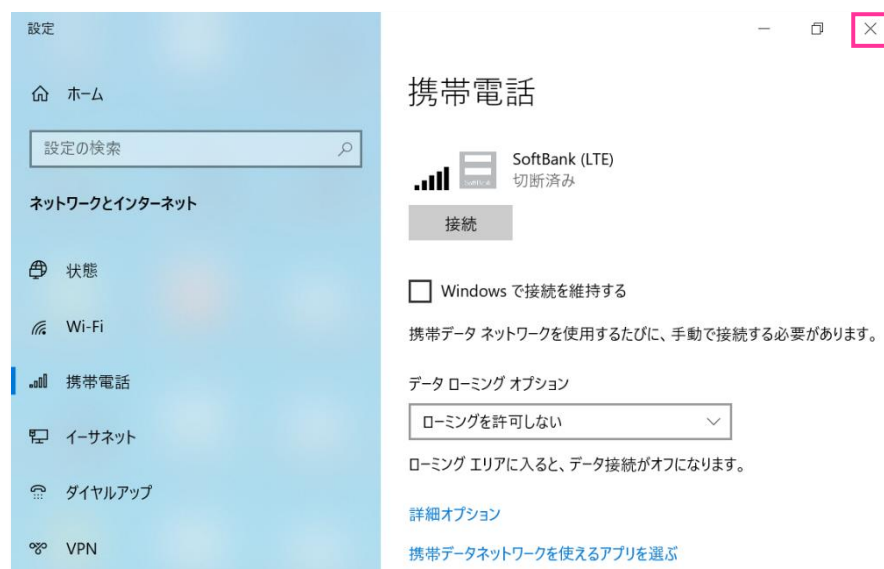 設定
ホーム
設定の検索
ネットワークとインターネット
状態
Wi-Fi
携帯電話
イーサネット
ダイヤルアップ
VPN
携帯電話
SoftBank (LTE)
切断済み
接続
Windows で接続を維持する
携帯データ ネットワークを使用するたびに、手動で接続する必要があります。
データ ローミング オプション
ローミングを許可しない
ローミング エリアに入ると、データ接続がオフになります。
詳細オプション
携帯データネットワークを使えるアプリを選ぶ